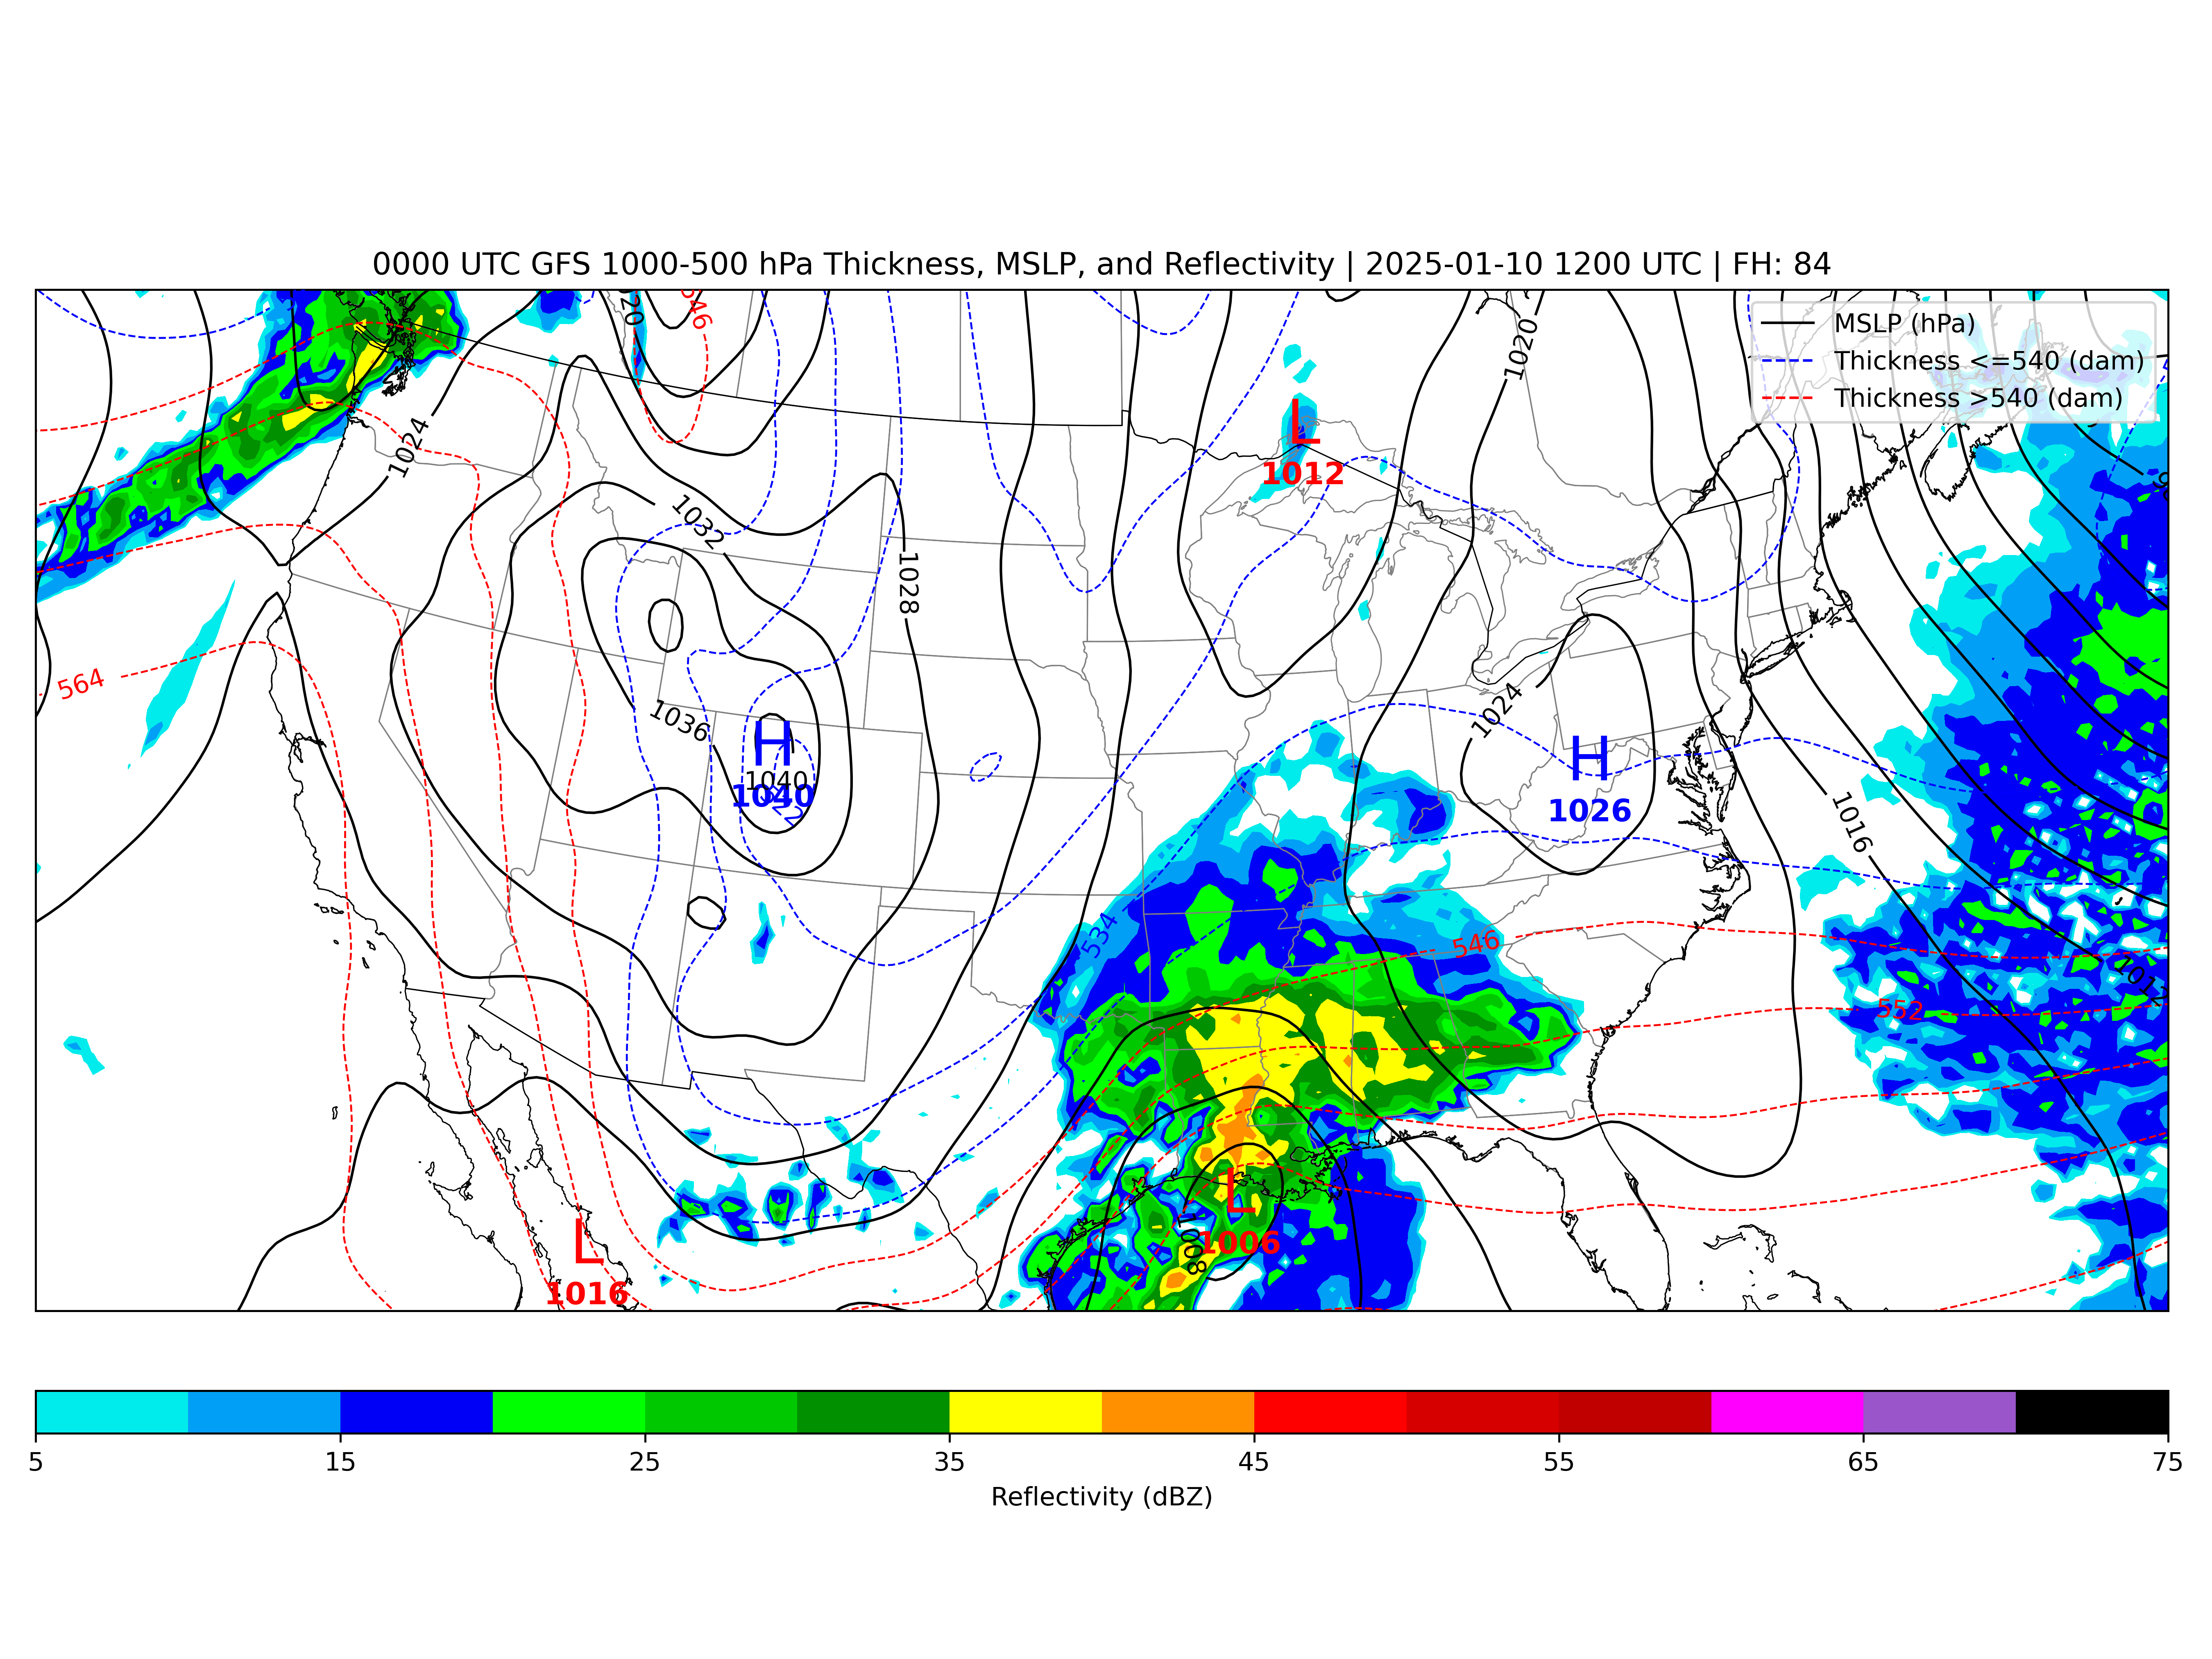 0000 UTC GFS 1000-500 hPa Thickness, MSLP, and Reflectivity | 2025-01-10 1200 UTC | FH: 84
MSLP (hPa)
Thickness <=540 (dam)
Thickness >540 (dam)
1020
546
1020
1024
L
1012
1032
1028
564
1036
1024
H
1040
1040
H
1026
1016
534
546
1012
552
L
1006
1008
L
1016
5
15
25
35
45
55
65
75
Reflectivity (dBZ)